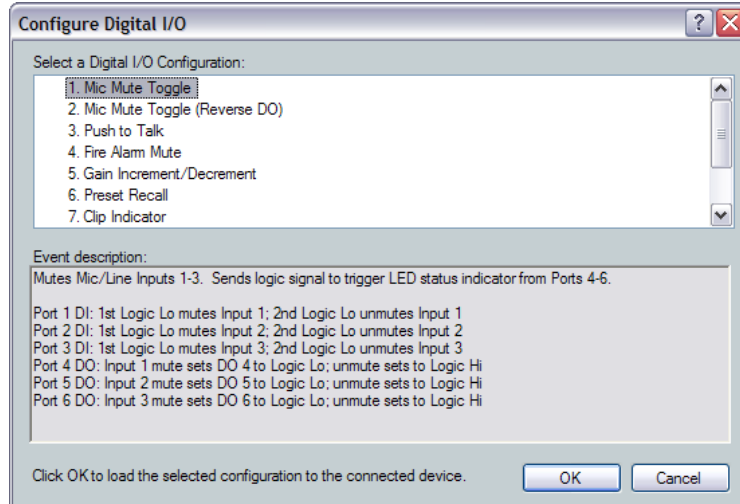 Configure Digital I/O
Select a Digital I/O Configuration:
1. Mic Mute Toggle
2. Mic Mute Toggle (Reverse DO)
3. Push to Talk
4. Fire Alarm Mute
5. Gain Increment/Decrement
6. Preset Recall
7. Clip Indicator
Event description:
Mutes Mic/Line Inputs 1-3.  Sends logic signal to trigger LED status indicator from Ports 4-6.
Port 1 DI: 1st Logic Lo mutes Input 1; 2nd Logic Lo unmutes Input 1
Port 2 DI: 1st Logic Lo mutes Input 2; 2nd Logic Lo unmutes Input 2
Port 3 DI: 1st Logic Lo mutes Input 3; 2nd Logic Lo unmutes Input 3
Port 4 DO: Input 1 mute sets DO 4 to Logic Lo; unmute sets to Logic Hi
Port 5 DO: Input 2 mute sets DO 5 to Logic Lo; unmute sets to Logic Hi
Port 6 DO: Input 3 mute sets DO 6 to Logic Lo; unmute sets to Logic Hi
Click OK to load the selected configuration to the connected device.
OK
Cancel